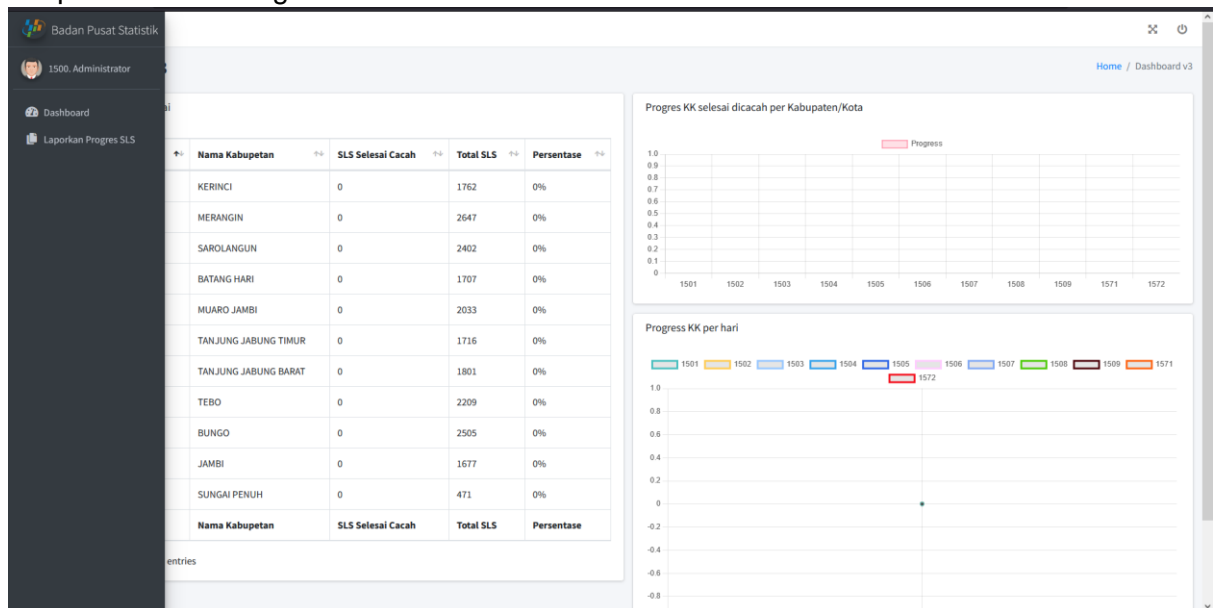 Badan Pusat Statistik
1500. Administrator
Home / Dashboard v3
Dashboard
Laporkan Progres SLS
Nama Kabupetan SLS Selesai Cacah Total SLS Persentase
KERINCI 0 1762 0%
MERANGIN 0 2647 0%
SAROLANGUN 0 2402 0%
BATANG HARI 0 1707 0%
MUARO JAMBI 0 2033 0%
TANJUNG JABUNG TIMUR 0 1716 0%
TANJUNG JABUNG BARAT 0 1801 0%
TEBO 0 2209 0%
BUNGO 0 2505 0%
JAMBI 0 1677 0%
SUNGAI PENUH 0 471 0%
Nama Kabupetan SLS Selesai Cacah Total SLS Persentase
entries
Progres KK selesai dicacah per Kabupaten/Kota
Progress
1.0
0.9
0.8
0.7
0.6
0.5
0.4
0.3
0.2
0.1
0
1501 1502 1503 1504 1505 1506 1507 1508 1509 1571 1572
Progress KK per hari
1501 1502 1503 1504 1505 1506 1507 1508 1509 1571
1572
1.0
0.8
0.6
0.4
0.2
0
-0.2
-0.4
-0.6
-0.8